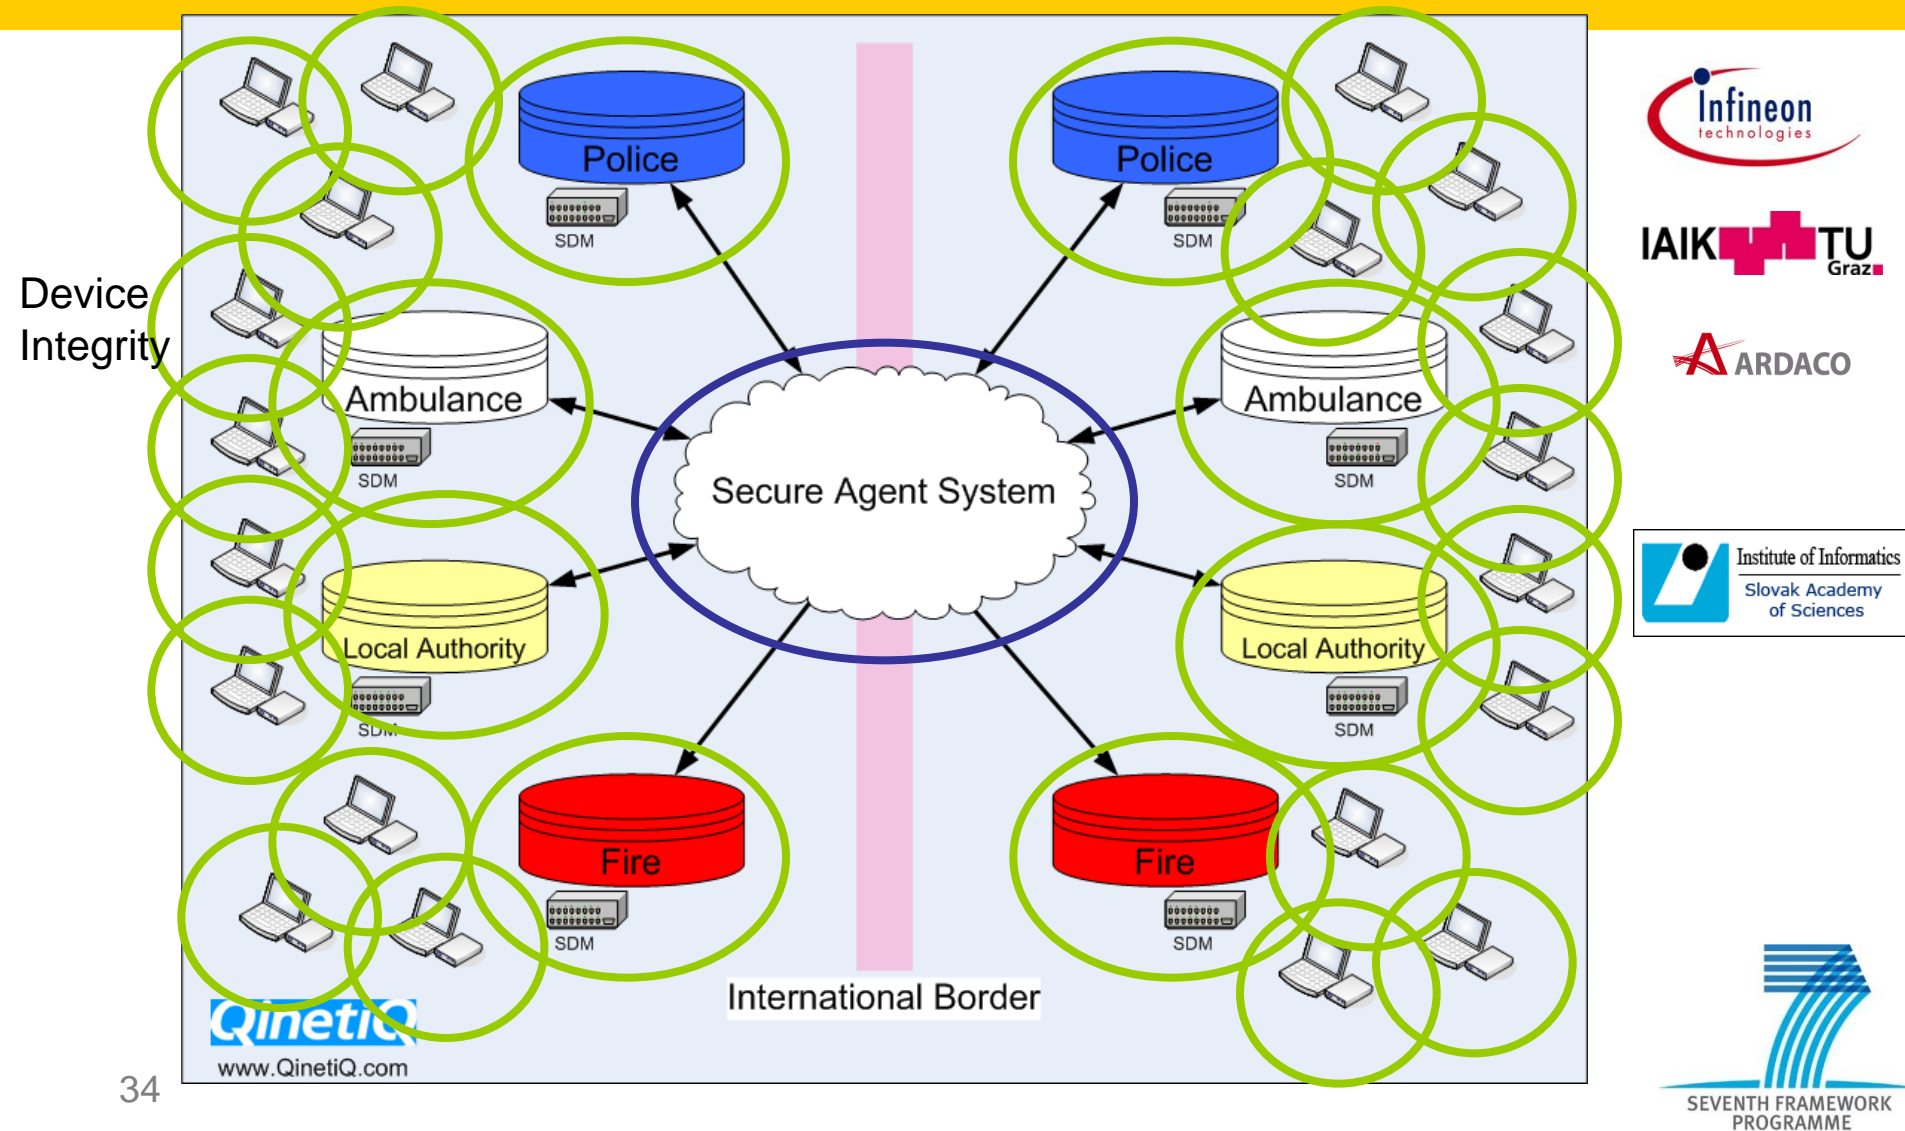 Police
SDM
Police
SDM
Infineon
technologies
IAIK TU
Graz
Device
Integrity
Ambulance
SDM
Ambulance
SDM
ARDACO
Secure Agent System
Institute of Informatics
Slovak Academy
of Sciences
Local Authority
SDM
Local Authority
SDM
Fire
SDM
Fire
SDM
International Border
QinetiQ
www.QinetiQ.com
34
SEVENTH FRAMEWORK
PROGRAMME